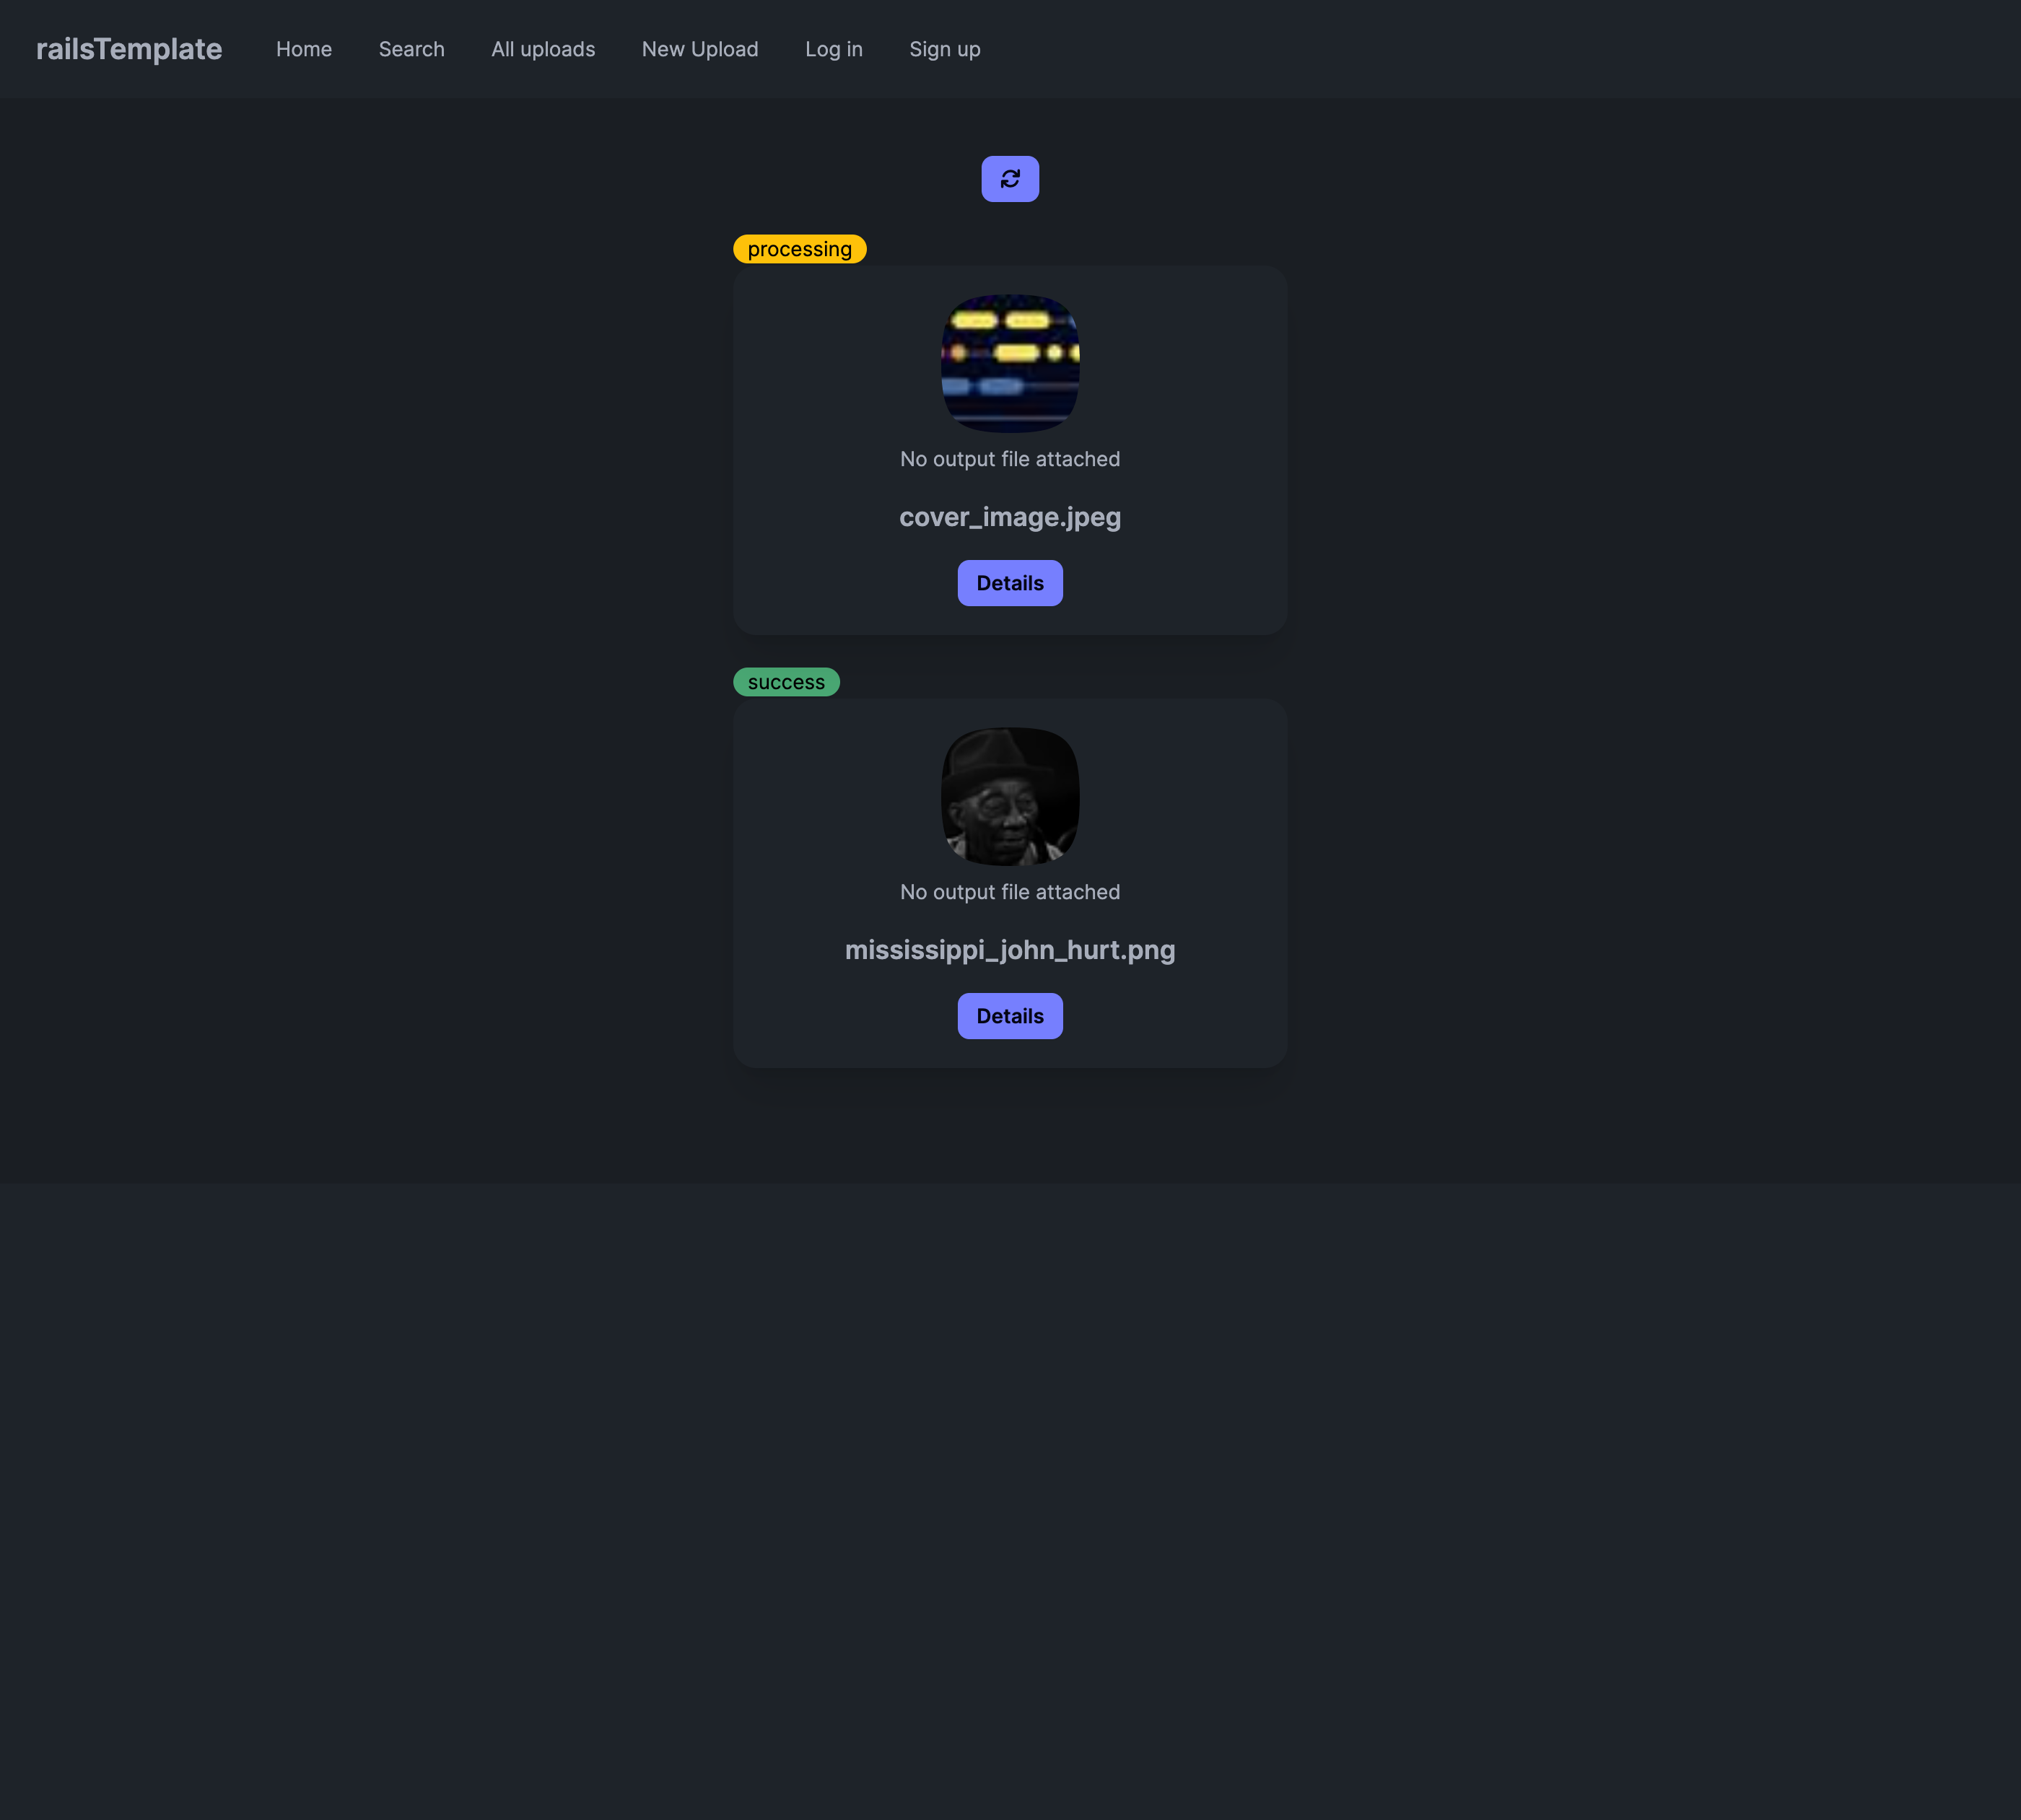 railsTemplate Home Search All uploads New Upload Log in Sign up
processing
No output file attached
cover_image.jpeg
Details
success
No output file attached
mississippi_john_hurt.png
Details